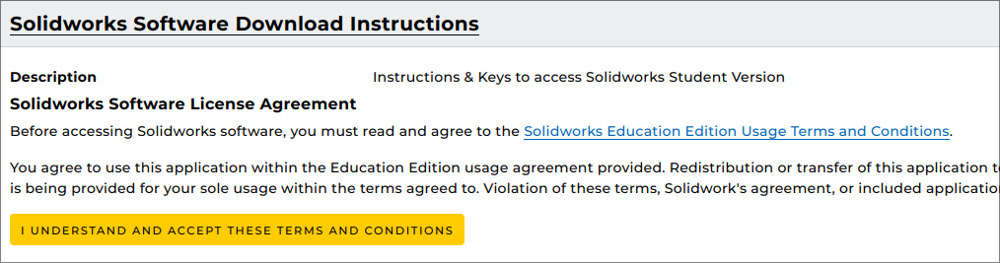 Solidworks Software Download Instructions
Description Instructions & Keys to access Solidworks Student Version
Solidworks Software License Agreement
Before accessing Solidworks software, you must read and agree to the Solidworks Education Edition Usage Terms and Conditions.
You agree to use this application within the Education Edition usage agreement provided. Redistribution or transfer of this application
is being provided for your sole usage within the terms agreed to. Violation of these terms, Solidwork's agreement, or included
I UNDERSTAND AND ACCEPT THESE TERMS AND CONDITIONS